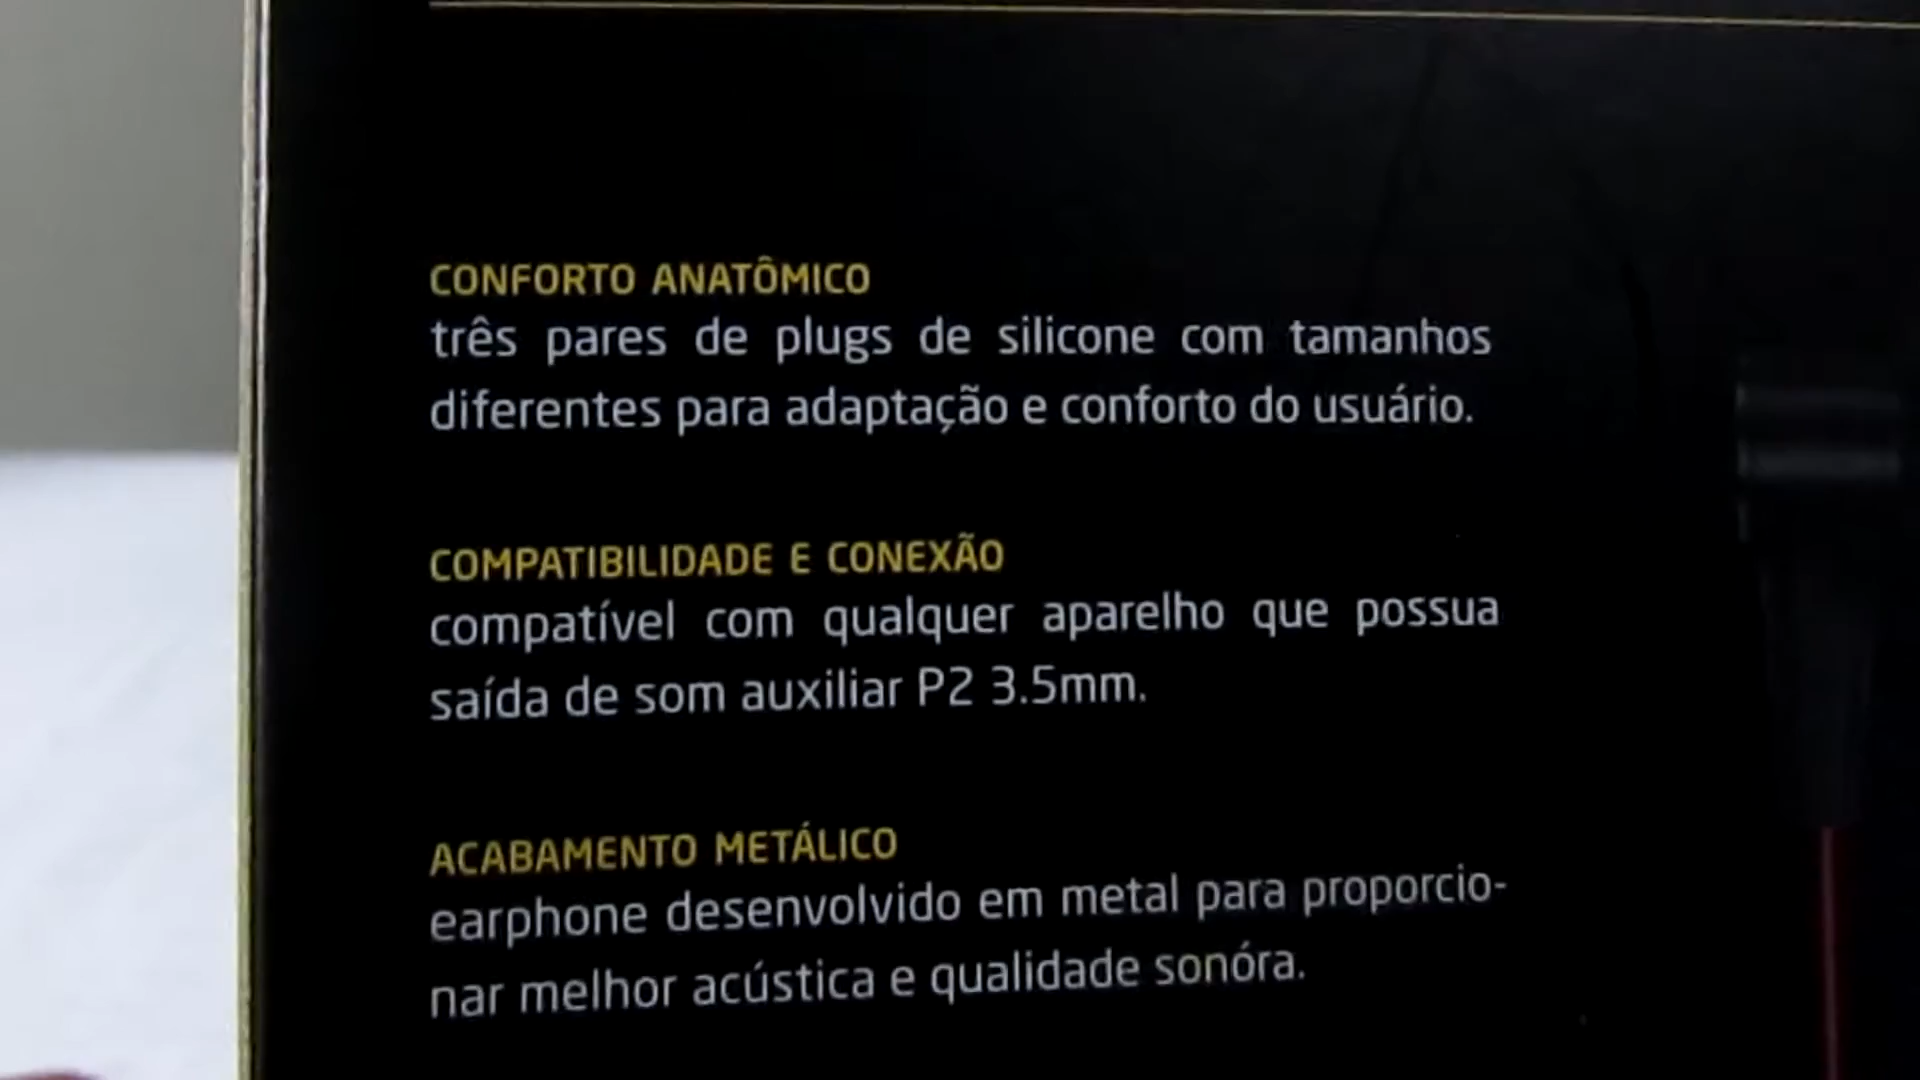 CONFORTO ANATÔMICO
três pares de plugs de silicone com tamanhos
diferentes para adaptação e conforto do usuário.
COMPATIBILIDADE E CONEXÃO
compatível com qualquer aparelho que possua
saída de som auxiliar P2 3.5mm.
ACABAMENTO METÁLICO
earphone desenvolvido em metal para proporcio-
nar melhor acústica e qualidade sonóra.